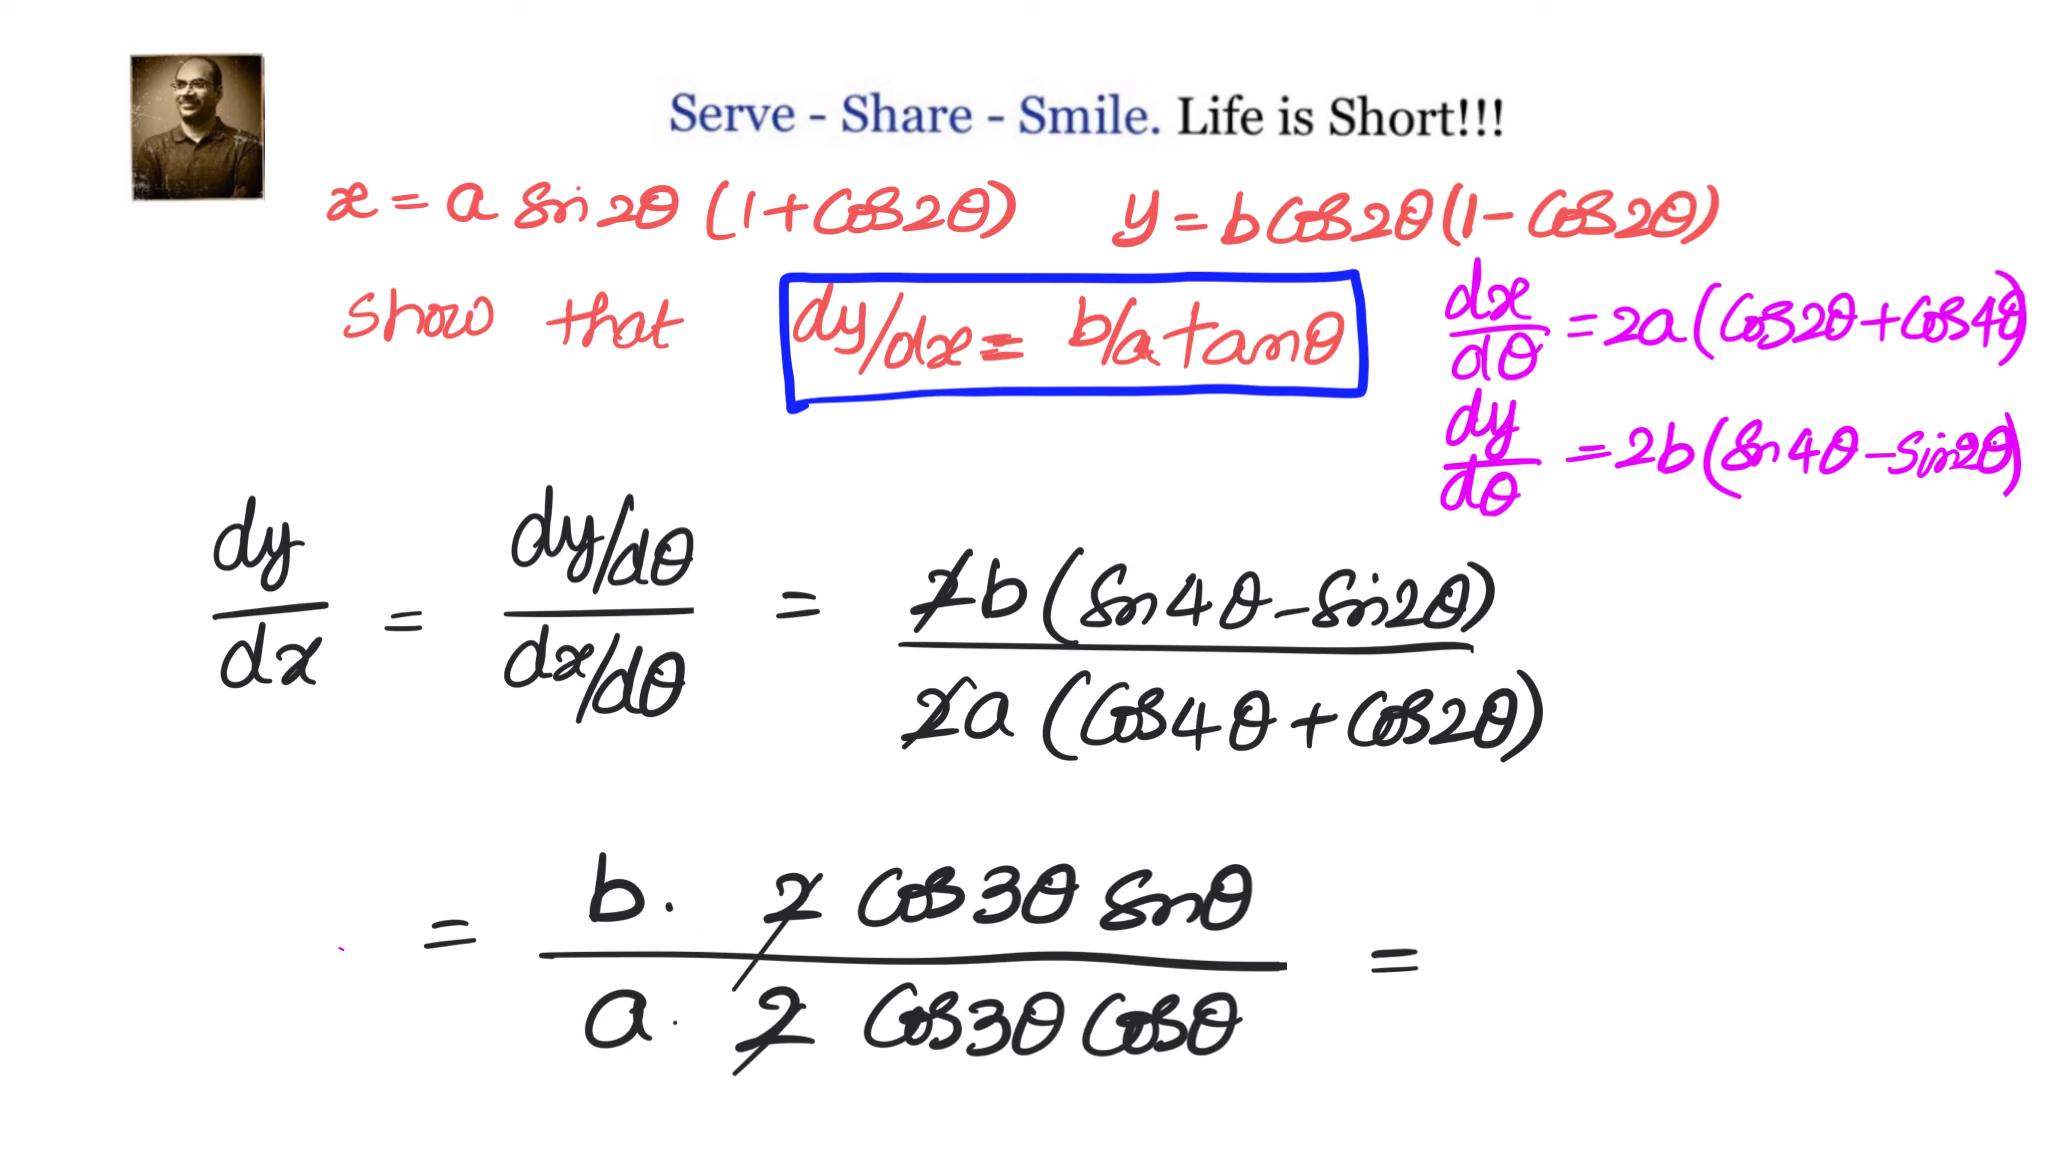 Serve - Share - Smile. Life is Short!!!
x = a sin 2θ (1+cos2θ) y = b cos2θ (1-cos2θ)
show that dy/dx = b/a tanθ
dx/dθ = 2a(cos2θ+cos4θ)
dy/dθ = 2b(sin4θ-sin2θ)
dy/dx = (dy/dθ)/(dx/dθ) = 2b(sin4θ-sin2θ)/2a(cos4θ+cos2θ)
= b. 2 cos3θ sinθ / a. 2 cos3θ cosθ =